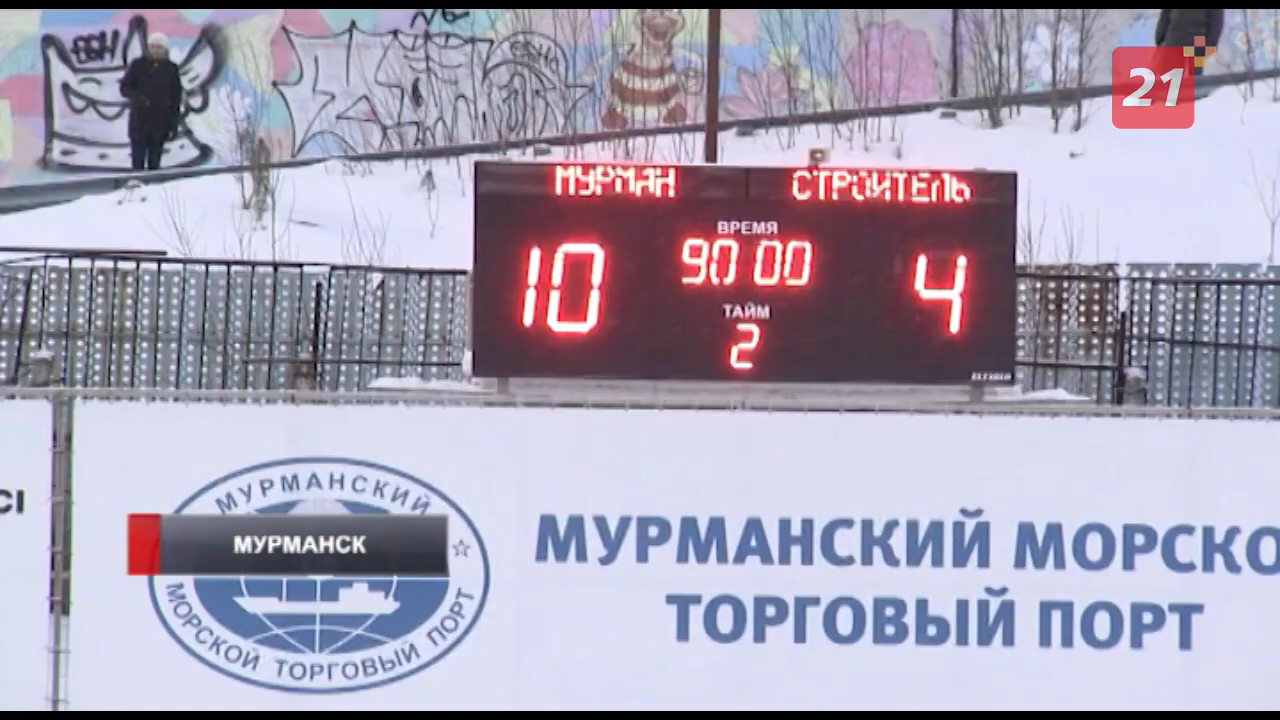 21
МУРМАН
СТРОИТЕЛЬ
ВРЕМЯ
10
90 00
4
ТАЙМ
2
МУРМАНСКИЙ
МОРСКОЙ ТОРГОВЫЙ ПОРТ
МУРМАНСК
МУРМАНСКИЙ МОРСКО
ТОРГОВЫЙ ПОРТ